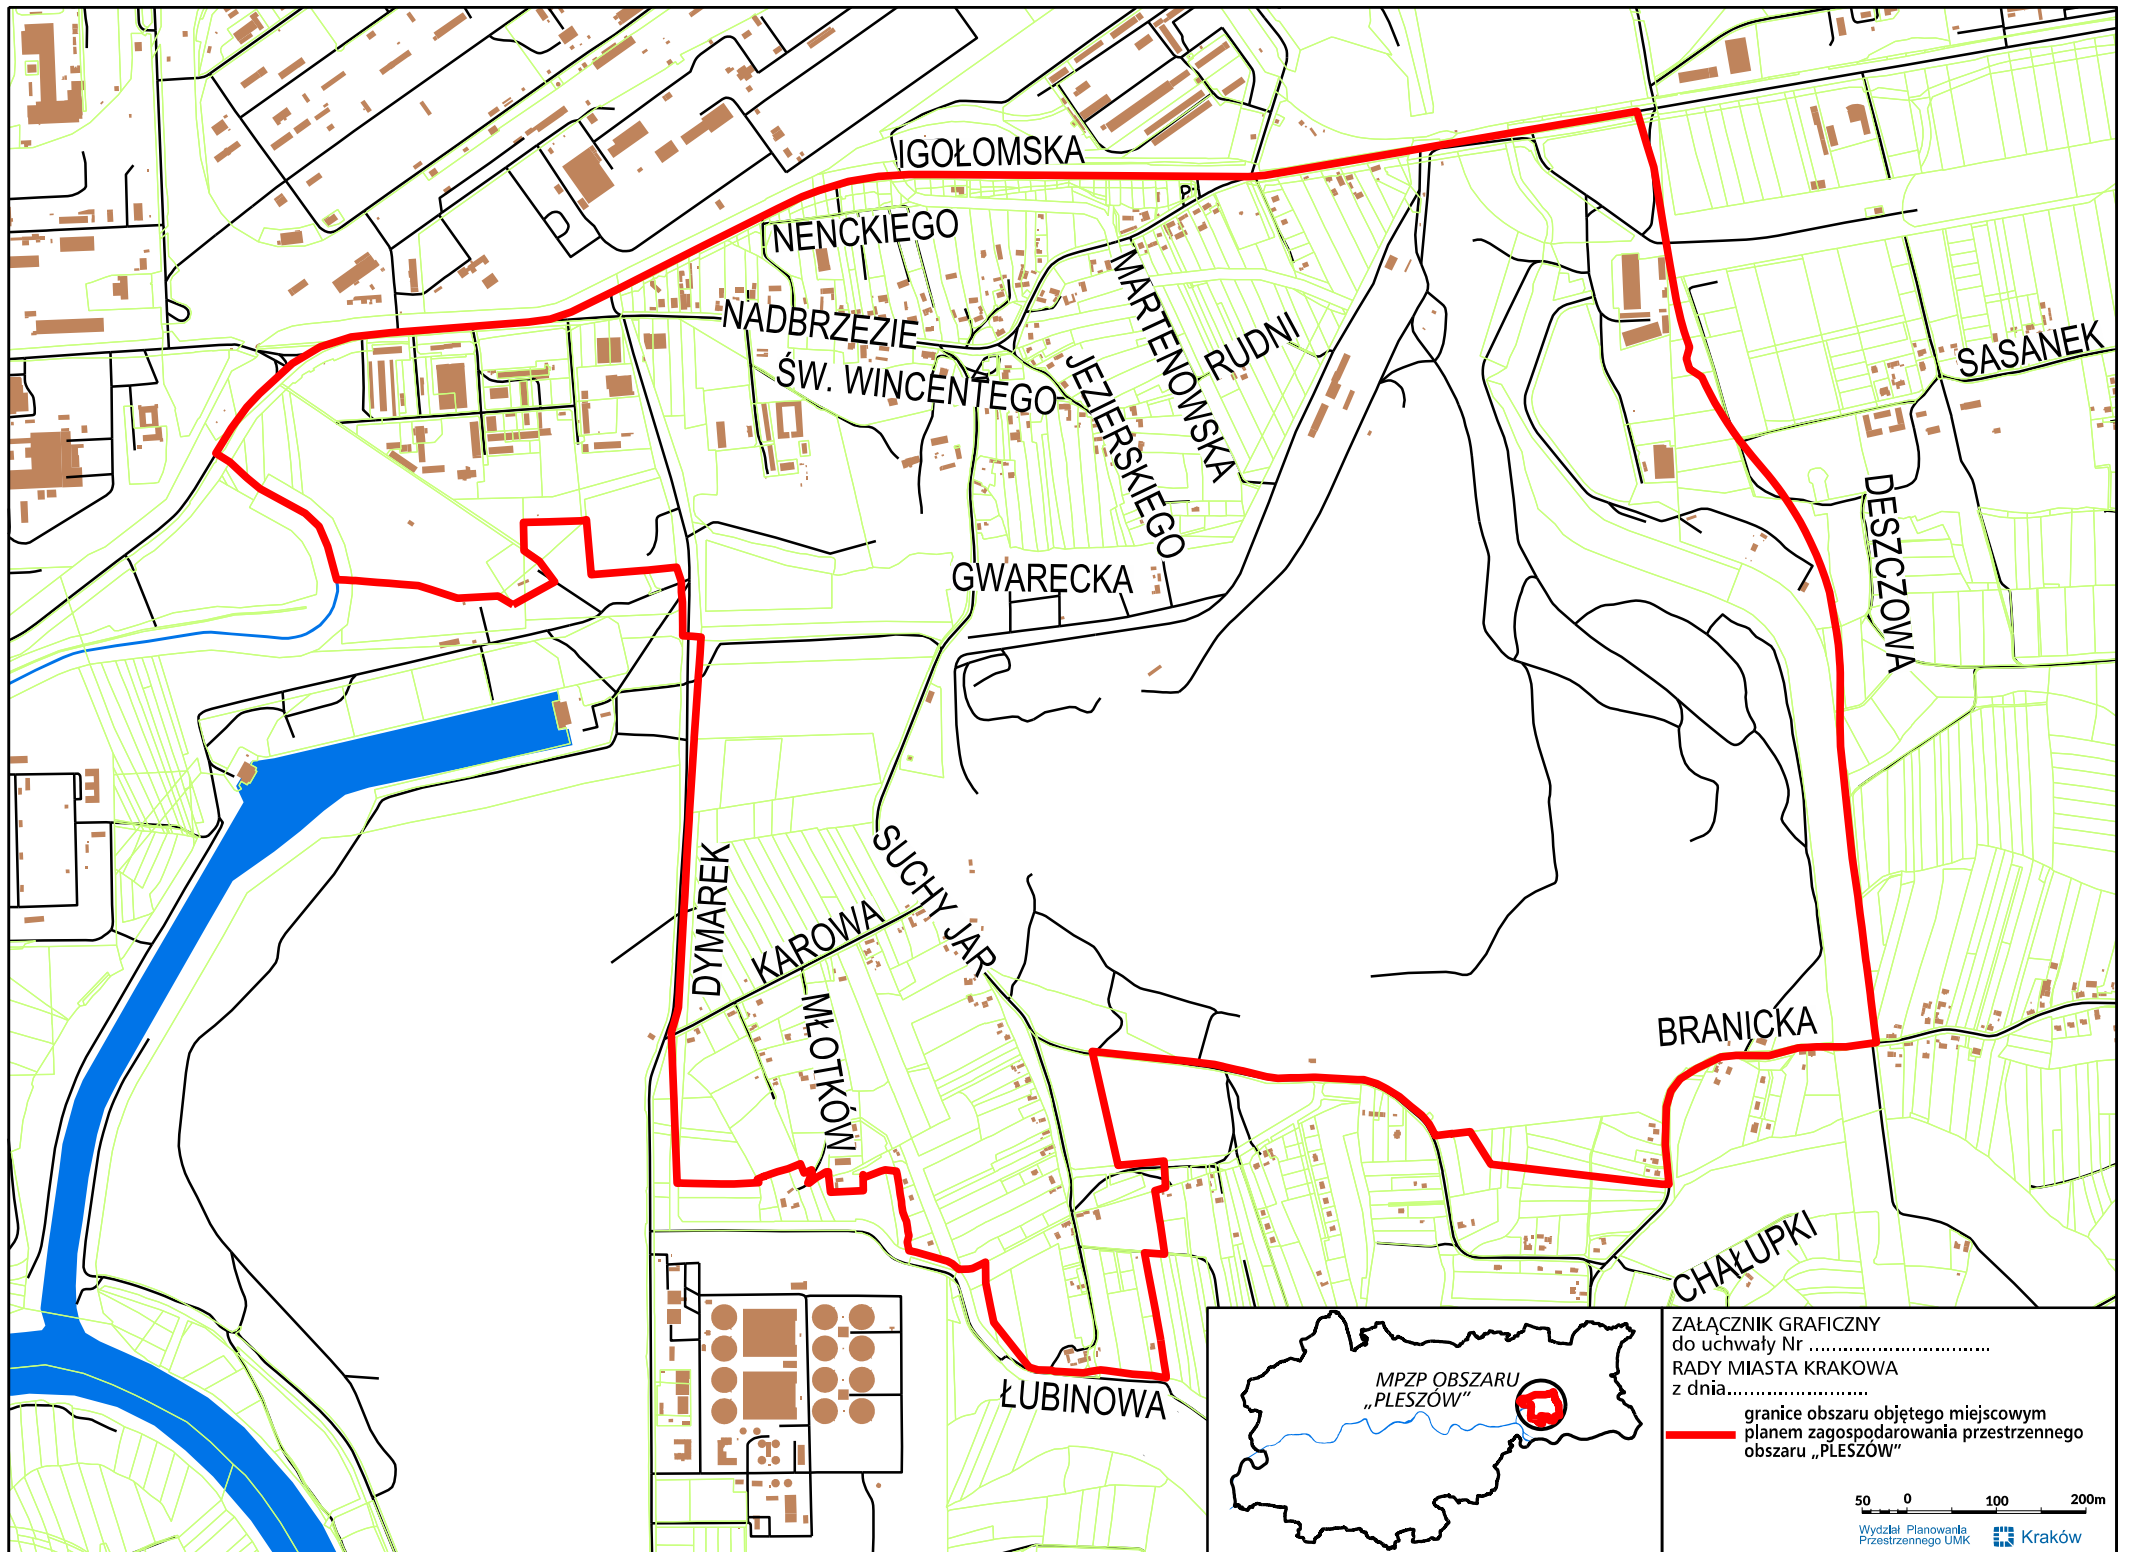 IGOŁOMSKA
NENCKIEGO
NADBRZEZIE
ŚW. WINCENTEGO
MARTENOWSKA
RUDNI
JEZIERSKIEGO
SASANEK
DESZCZOWA
GWARECKA
DYMAREK
SUCHY JAR
KAROWA
MŁOTKÓW
BRANICKA
CHAŁUPKI
ŁUBINOWA
MPZP OBSZARU
„PLESZÓW”
ZAŁĄCZNIK GRAFICZNY
do uchwały Nr ................................
RADY MIASTA KRAKOWA
z dnia.........................
granice obszaru objętego miejscowym
planem zagospodarowania przestrzennego
obszaru „PLESZÓW”
50 0 100 200m
Wydział Planowania
Przestrzennego UMK
Kraków